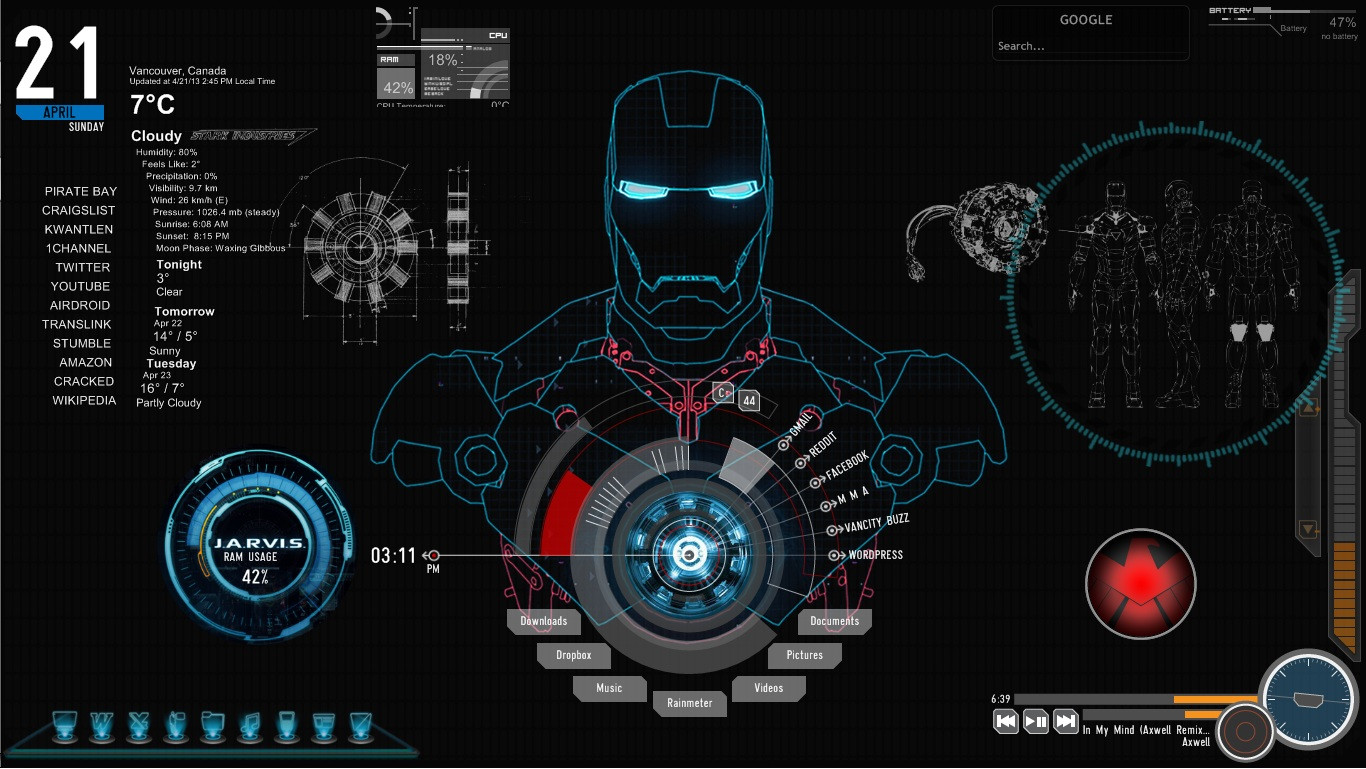 21
APRIL
SUNDAY
Vancouver, Canada
Updated at 4/21/13 2:45 PM Local Time
7°C
Cloudy
STARK INDUSTRIES
Humidity: 80%
Feels Like: 2°
Precipitation: 0%
Visibility: 9.7 km
Wind: 26 km/h (E)
Pressure: 1026.4 mb (steady)
Sunrise: 6:08 AM
Sunset: 8:15 PM
Moon Phase: Waxing Gibbous
Tonight
3°
Clear
Tomorrow
Apr 22
14° / 5°
Sunny
Tuesday
Apr 23
16° / 7°
Partly Cloudy
PIRATE BAY
CRAIGSLIST
KWANTLEN
1CHANNEL
TWITTER
YOUTUBE
AIRDROID
TRANSLINK
STUMBLE
AMAZON
CRACKED
WIKIPEDIA
CPU
18%
RAM
42%
CPU Temperature: 0°C
GOOGLE
Search...
BATTERY
Battery
47%
no battery
C:
44
GMAIL
REDDIT
FACEBOOK
M M A
VANCITY BUZZ
WORDPRESS
03:11
PM
J.A.R.V.I.S.
RAM USAGE
42%
Downloads
Documents
Dropbox
Pictures
Music
Videos
Rainmeter
6:39
In My Mind (Axwell Remix...
Axwell